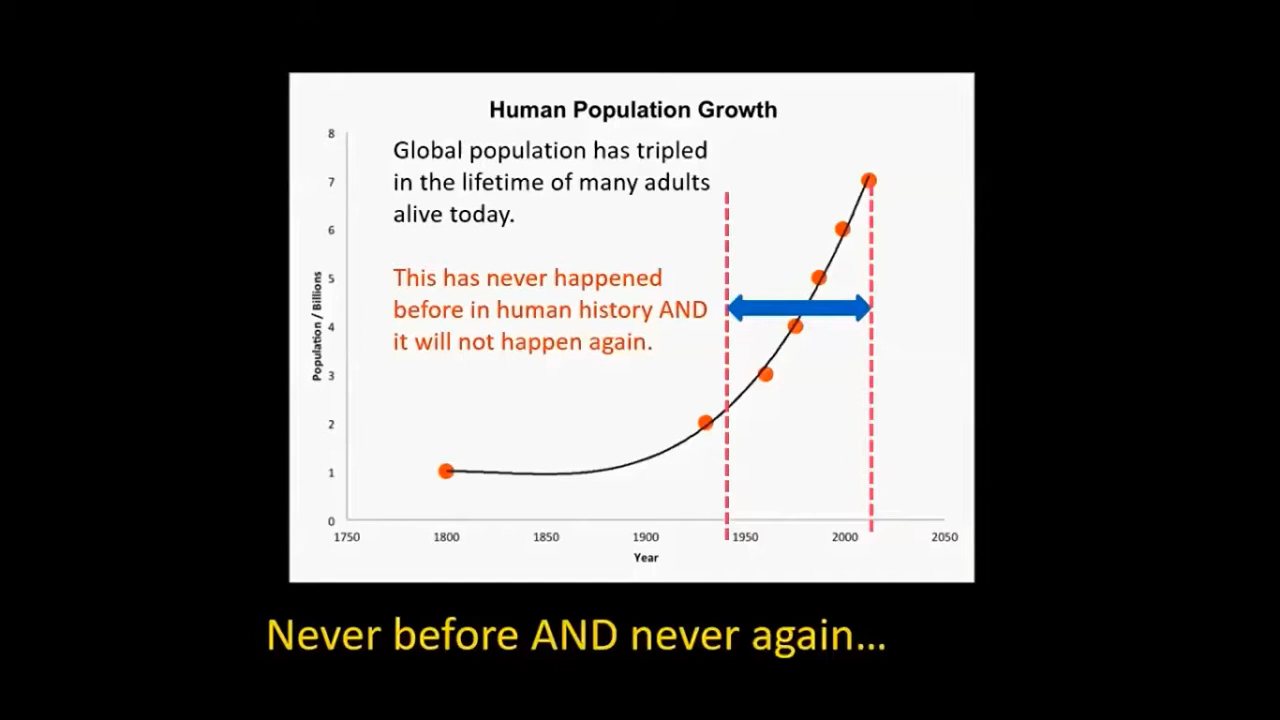 Human Population Growth
Global population has tripled
in the lifetime of many adults
alive today.
This has never happened
before in human history AND
it will not happen again.
8
7
6
5
4
3
2
1
0
Population / Billions
1750 1800 1850 1900 1950 2000 2050
Year
Never before AND never again...